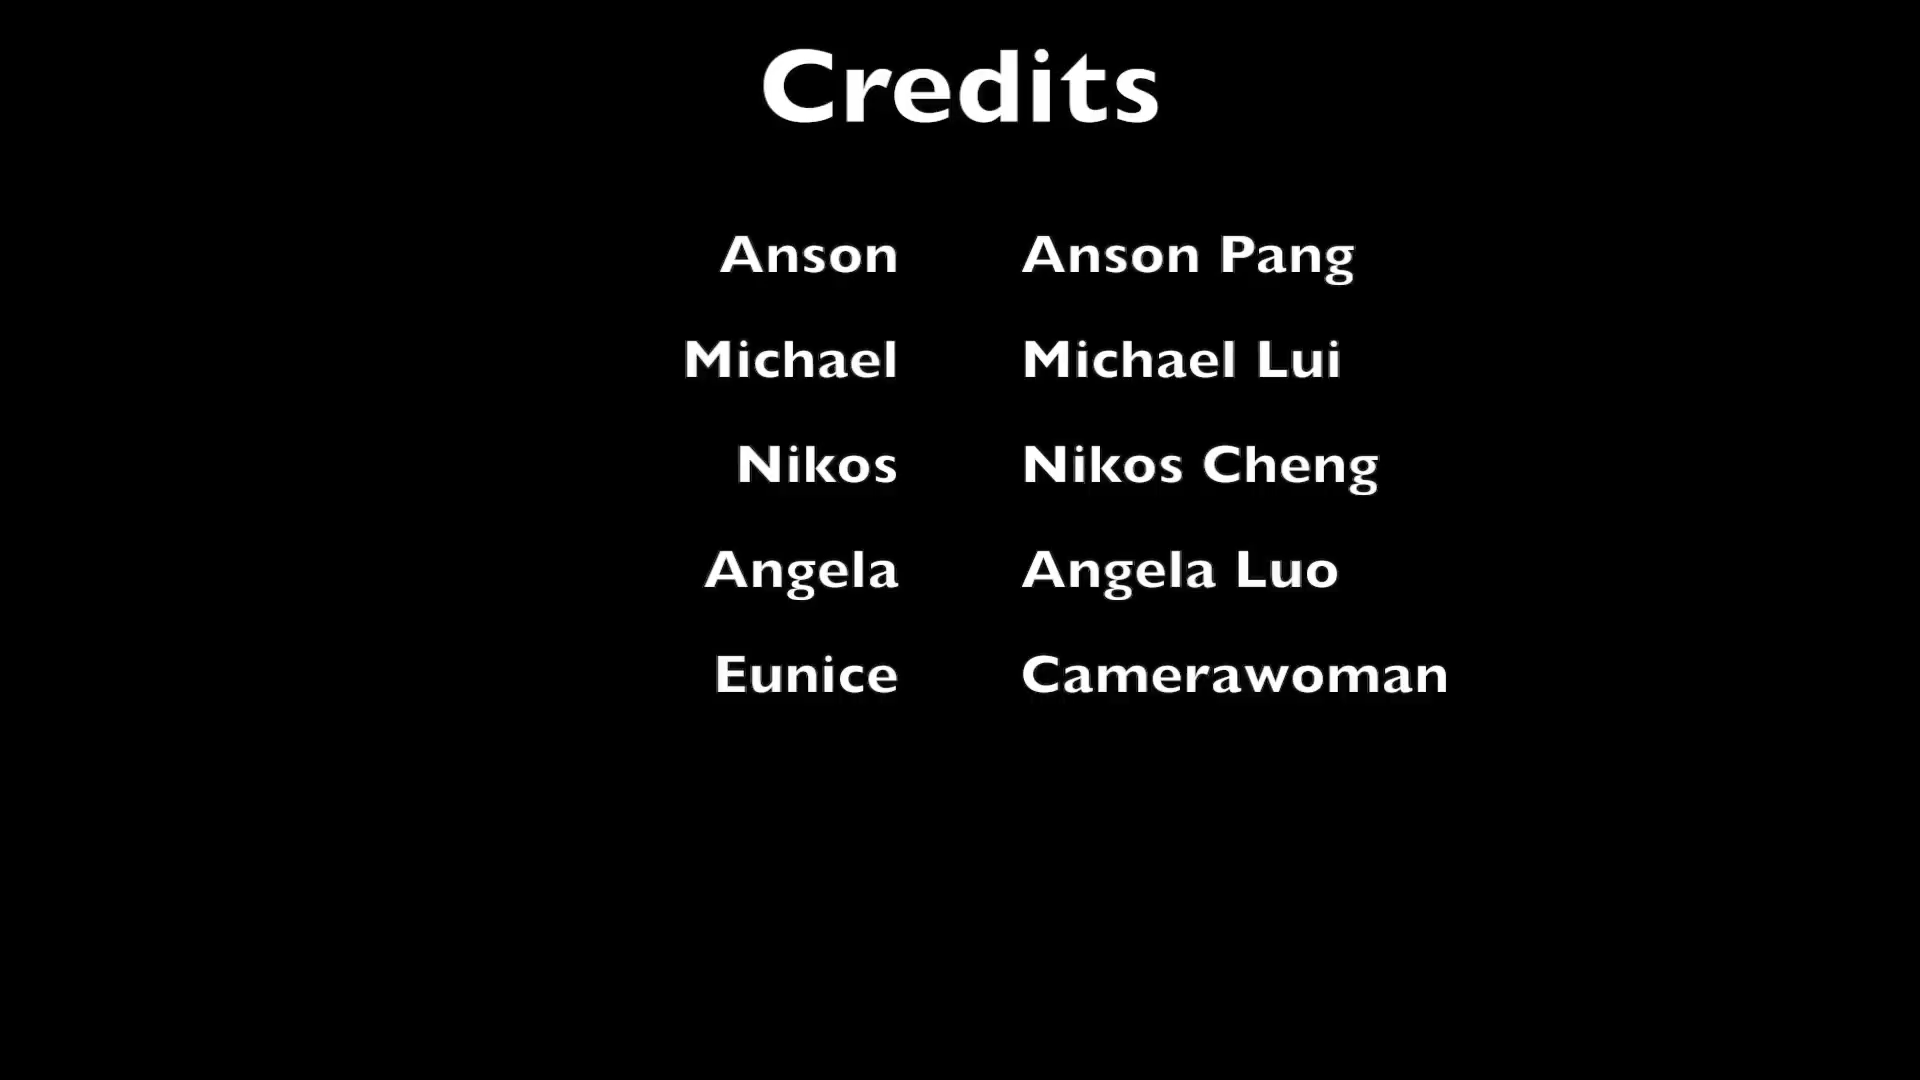 Credits
Anson Anson Pang
Michael Michael Lui
Nikos Nikos Cheng
Angela Angela Luo
Eunice Camerawoman